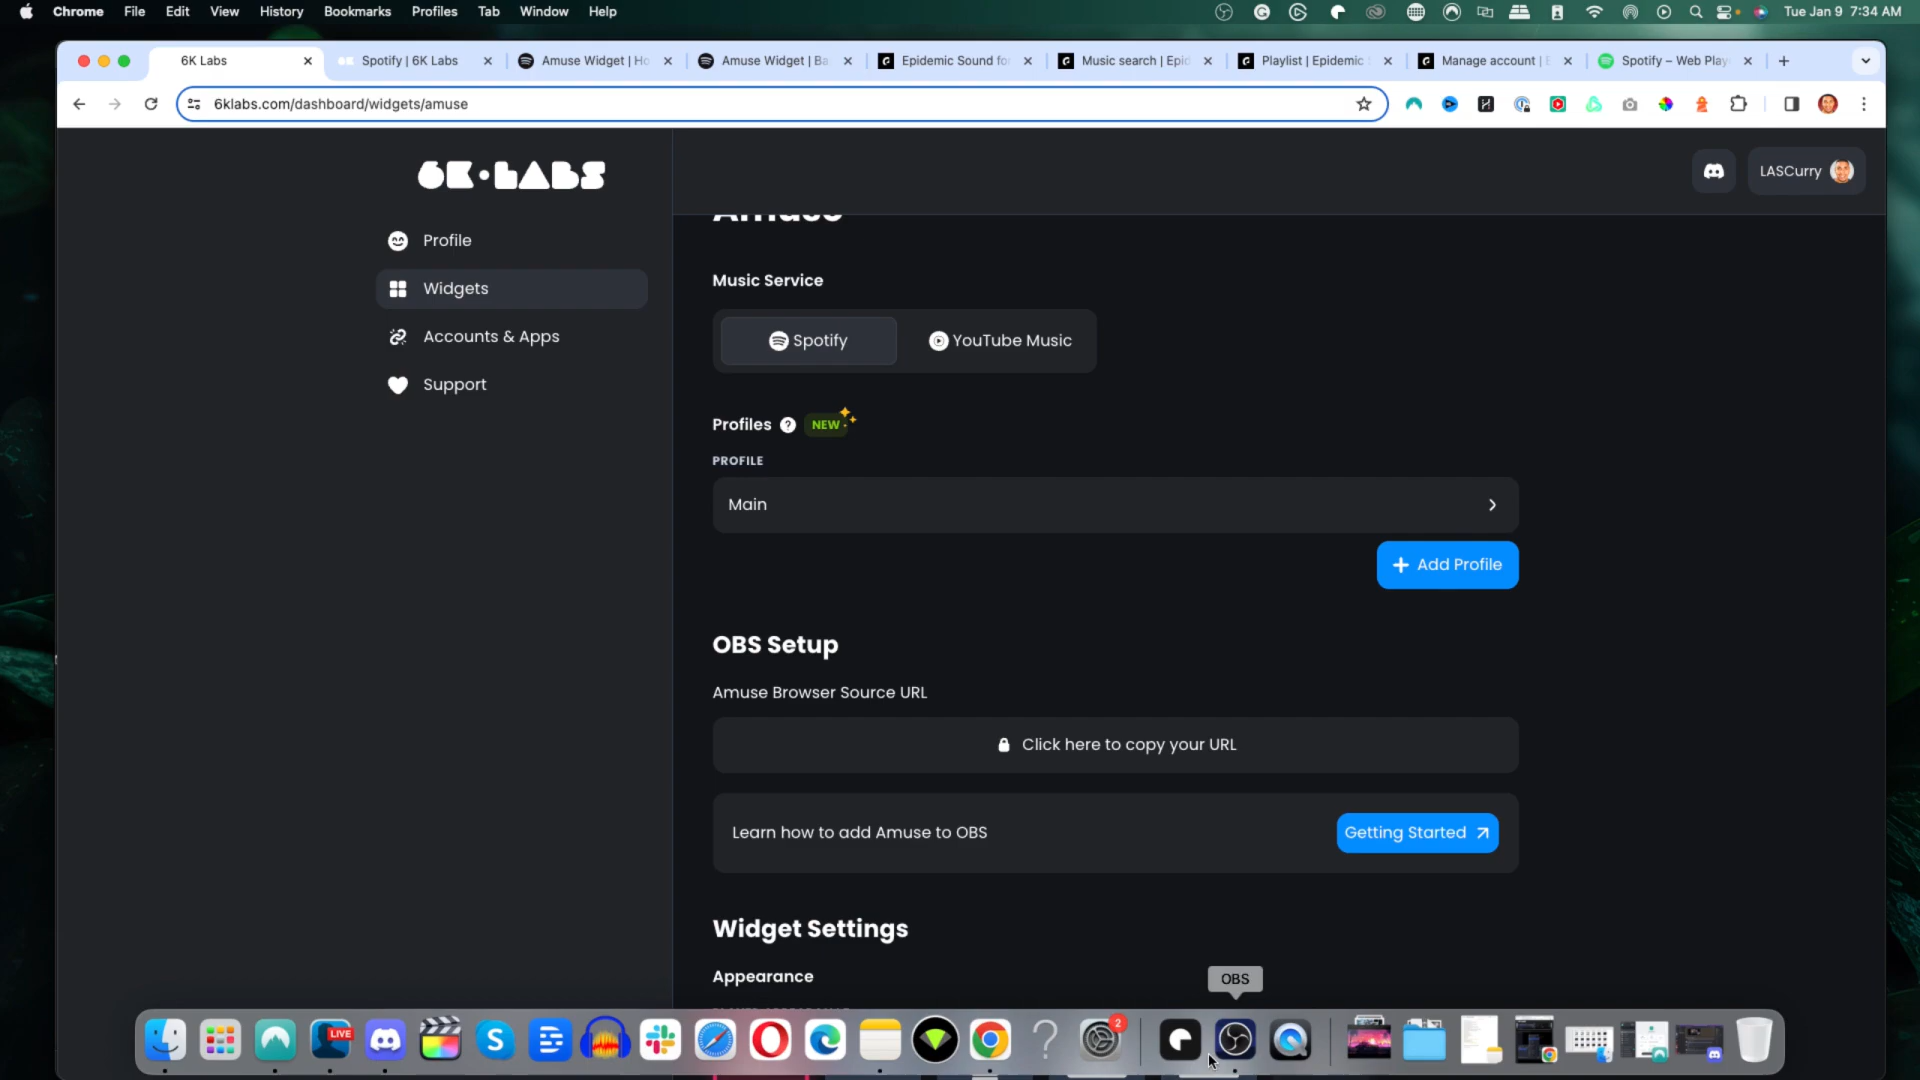 Chrome File Edit View History Bookmarks Profiles Tab Window Help Tue Jan 9 7:34 AM
6K Labs Spotify | 6K Labs Amuse Widget | Ho Amuse Widget | Ba Epidemic Sound fo Music search | Epid Playlist | Epidemic Manage account | E Spotify – Web Play
6klabs.com/dashboard/widgets/amuse
6K·LABS
LASCurry
Amuse
Profile
Widgets
Accounts & Apps
Support
Music Service
Spotify YouTube Music
Profiles ? NEW
PROFILE
Main
+ Add Profile
OBS Setup
Amuse Browser Source URL
Click here to copy your URL
Learn how to add Amuse to OBS
Getting Started
Widget Settings
Appearance
OBS
LIVE
2